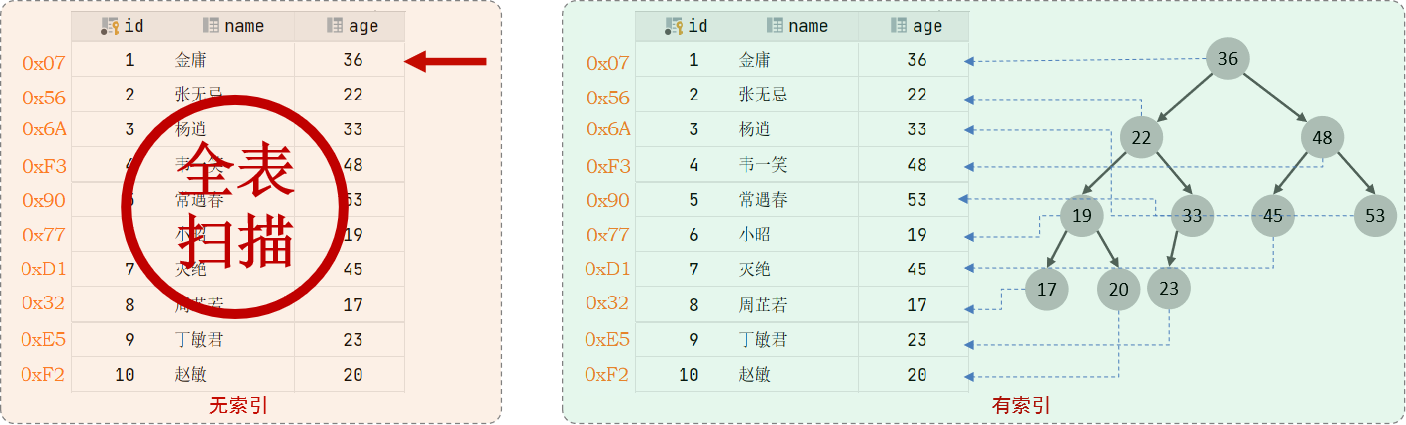 id name age
0x07 1 金庸 36
0x56 2 张无忌 22
0x6A 3 杨逍 33
0xF3 4 韦一笑 48
0x90 5 常遇春 53
0x77 6 小昭 19
0xD1 7 灭绝 45
0x32 8 周芷若 17
0xE5 9 丁敏君 23
0xF2 10 赵敏 20
全表
扫描
无索引
id name age
0x07 1 金庸 36
0x56 2 张无忌 22
0x6A 3 杨逍 33
0xF3 4 韦一笑 48
0x90 5 常遇春 53
0x77 6 小昭 19
0xD1 7 灭绝 45
0x32 8 周芷若 17
0xE5 9 丁敏君 23
0xF2 10 赵敏 20
36
22 48
19 33 45 53
17 20 23
有索引